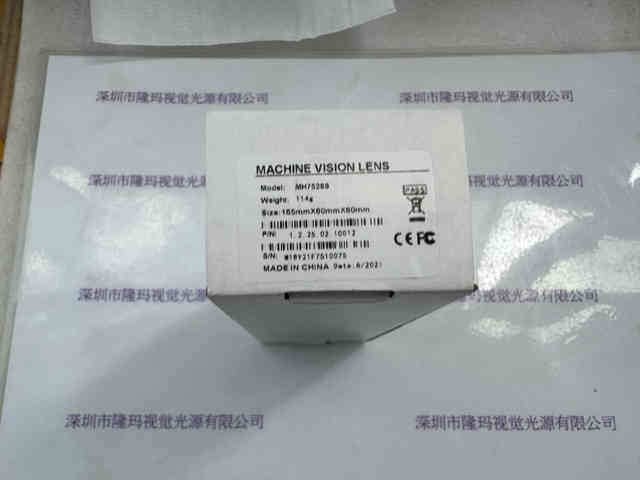 深圳市隆玛视觉光源有限公司 深圳市隆玛视觉光源有限公司
深圳市隆玛视觉光源有限公司
MACHINE VISION LENS
Model: MH75289
Weight: 114g
Size:165mmX60mmX60mm
PASS
P/N: 1.2.25.02.10012
CE FC
S/N: M18Y21F7510075
MADE IN CHINA Date:6/2021
深圳市隆玛视觉光源有限公司
深圳市隆玛视觉光源有限公司 深圳市隆玛视觉光源有限公司